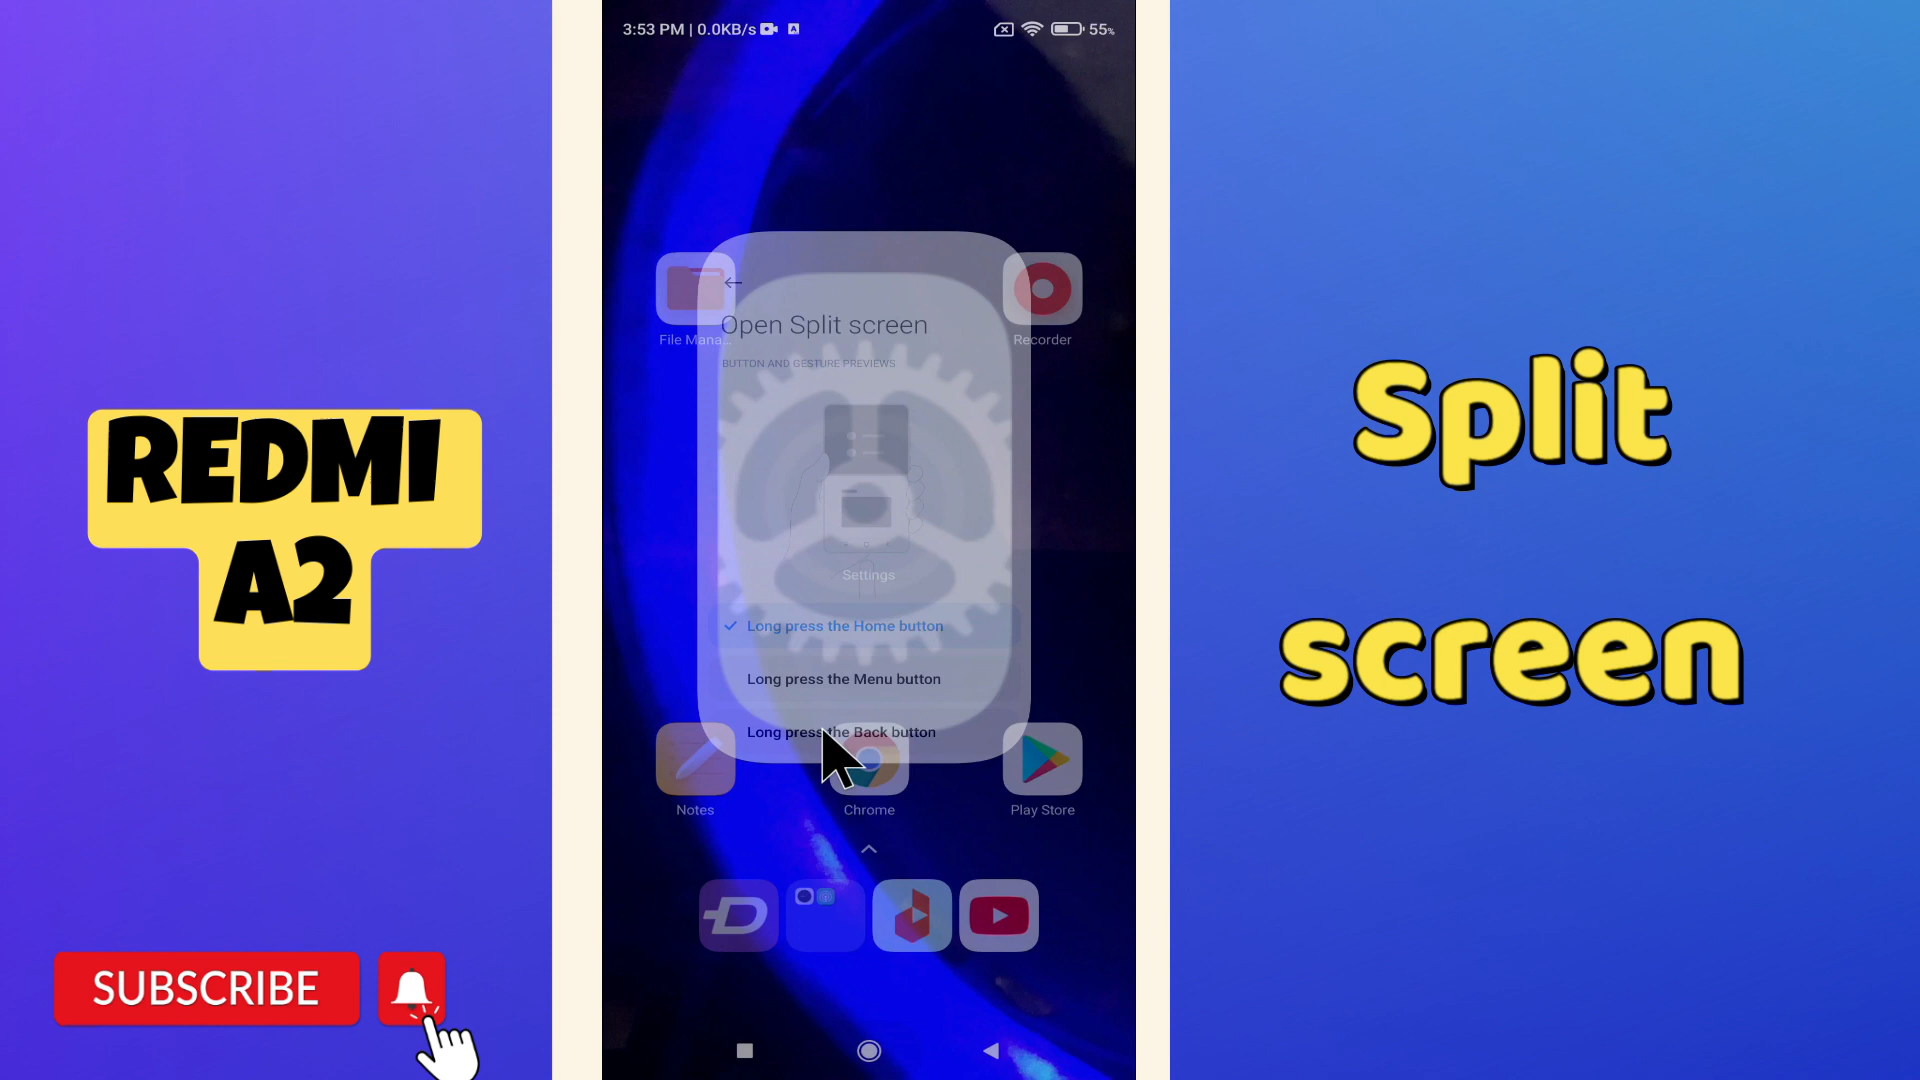 3:53 PM | 0.0KB/s
55%
REDMI
A2
SUBSCRIBE
File Mana...
Recorder
Open Split screen
BUTTON AND GESTURE PREVIEWS
Settings
Long press the Home button
Long press the Menu button
Long press the Back button
Notes
Chrome
Play Store
Split
screen